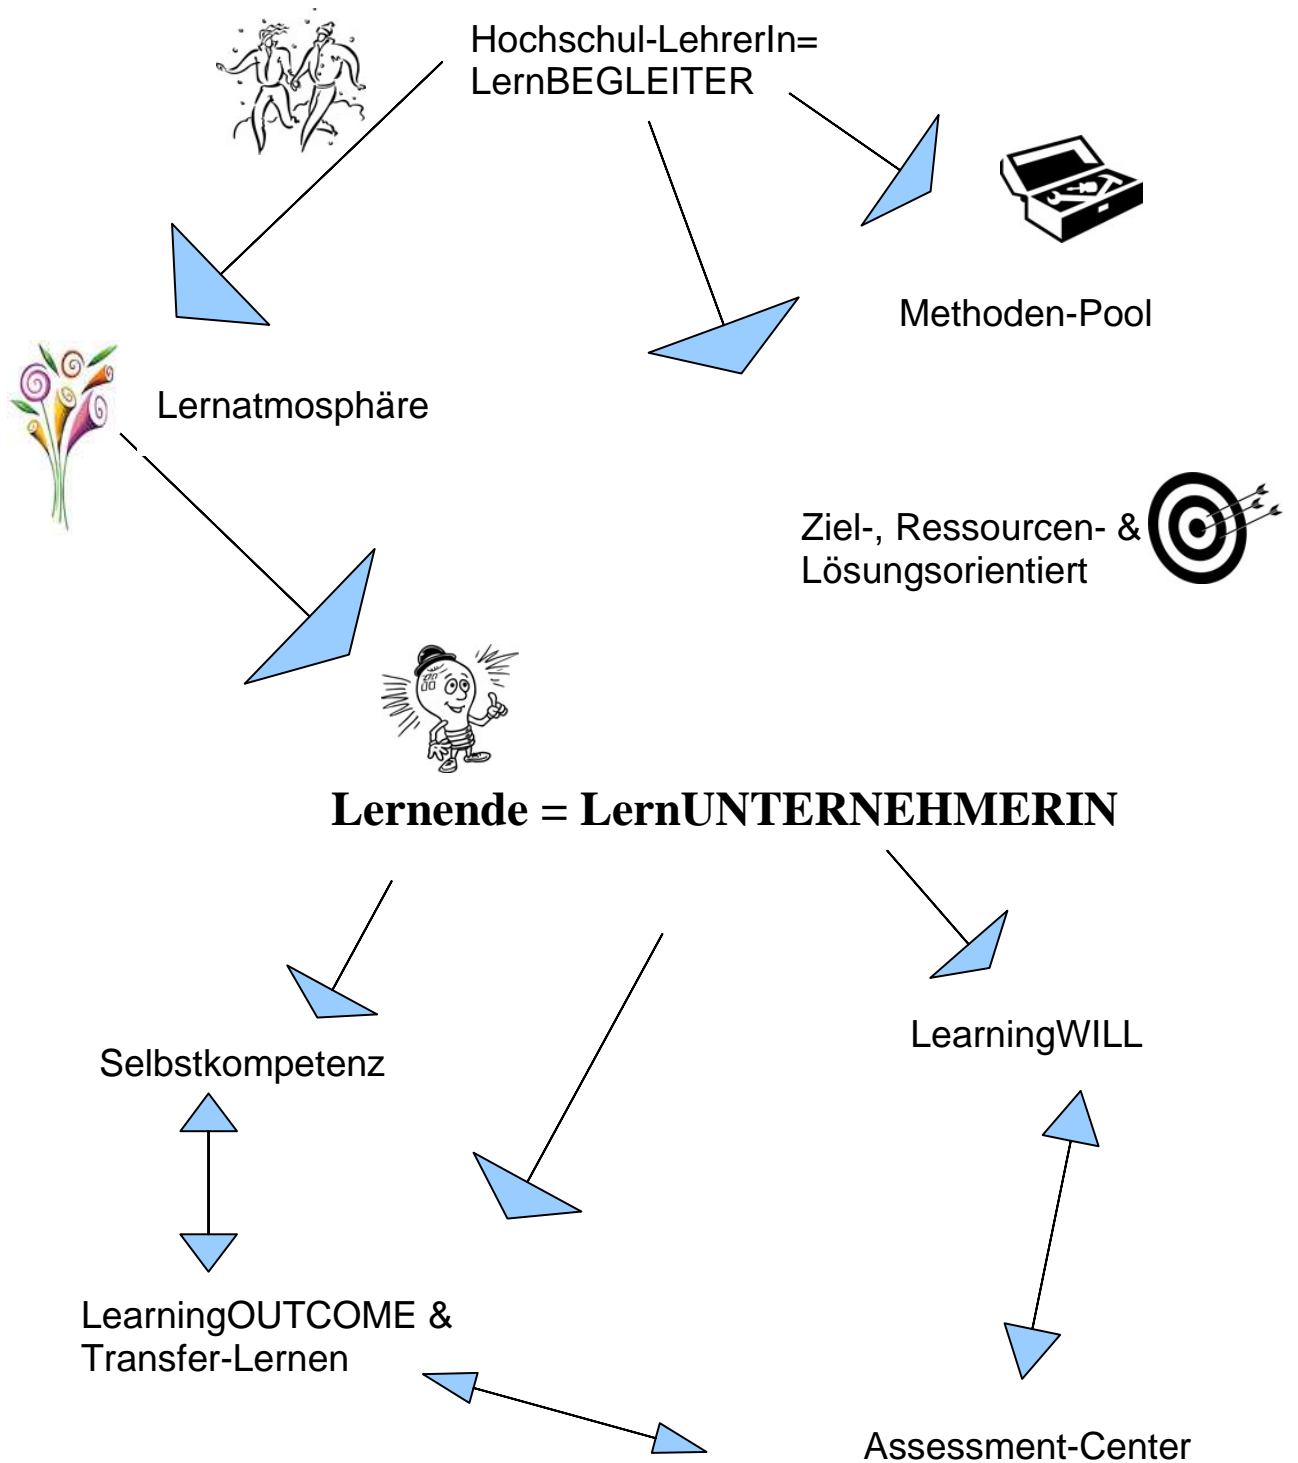 Hochschul-LehrerIn=
LernBEGLEITER
Methoden-Pool
Lernatmosphäre
Ziel-, Ressourcen- &
Lösungsorientiert
Lernende = LernUNTERNEHMERIN
LearningWILL
Selbstkompetenz
LearningOUTCOME &
Transfer-Lernen
Assessment-Center